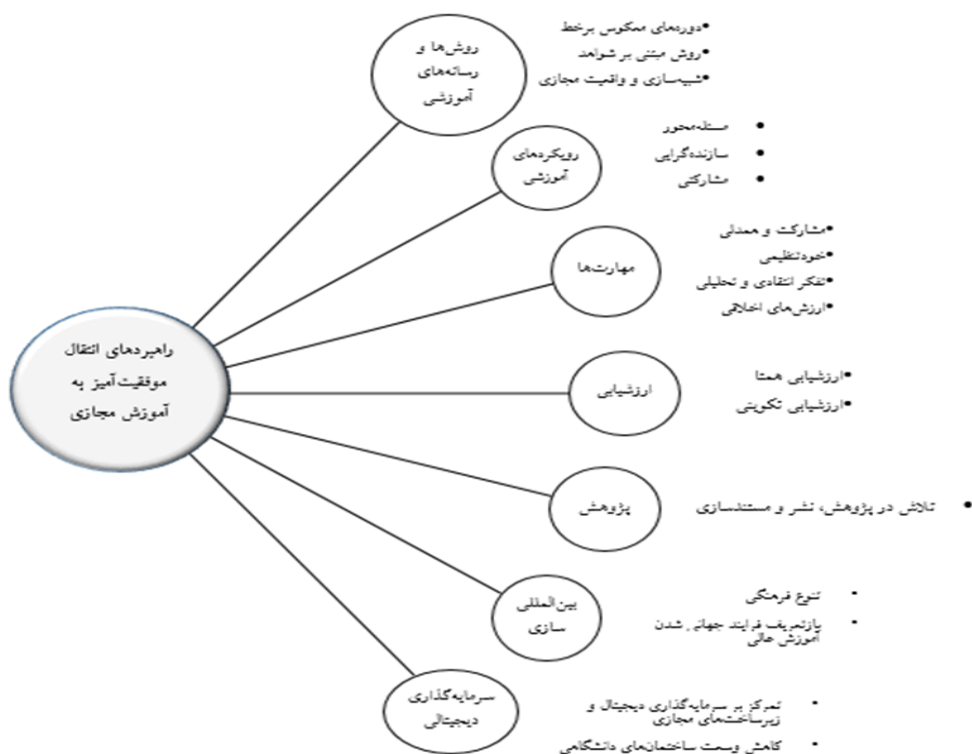 روش‌ها و
رسانه‌های
آموزشی
•دوره‌های معکوس برخط
•روش مبتنی بر شواهد
•شبیه‌سازی و واقعیت مجازی
رویکردهای
آموزشی
• مسئله‌محور
• سازنده‌گرایی
• مشارکتی
مهارت‌ها
•مشارکت و همدلی
•خودتنظیمی
•تفکر انتقادی و تحلیلی
•ارزش‌های اخلاقی
راهبردهای انتقال
موفقیت‌آمیز به
آموزش مجازی
ارزشیابی
•ارزشیابی همتا
•ارزشیابی تکوینی
پژوهش
• تلاش در پژوهش، نشر و مستندسازی
بین‌المللی
سازی
• تنوع فرهنگی
• بازتعریف فرایند جهانی شدن
آموزش عالی
سرمایه‌گذاری
دیجیتالی
• تمرکز بر سرمایه‌گذاری دیجیتال و
زیرساخت‌های مجازی
• کاهش وسعت ساختمان‌های دانشگاهی